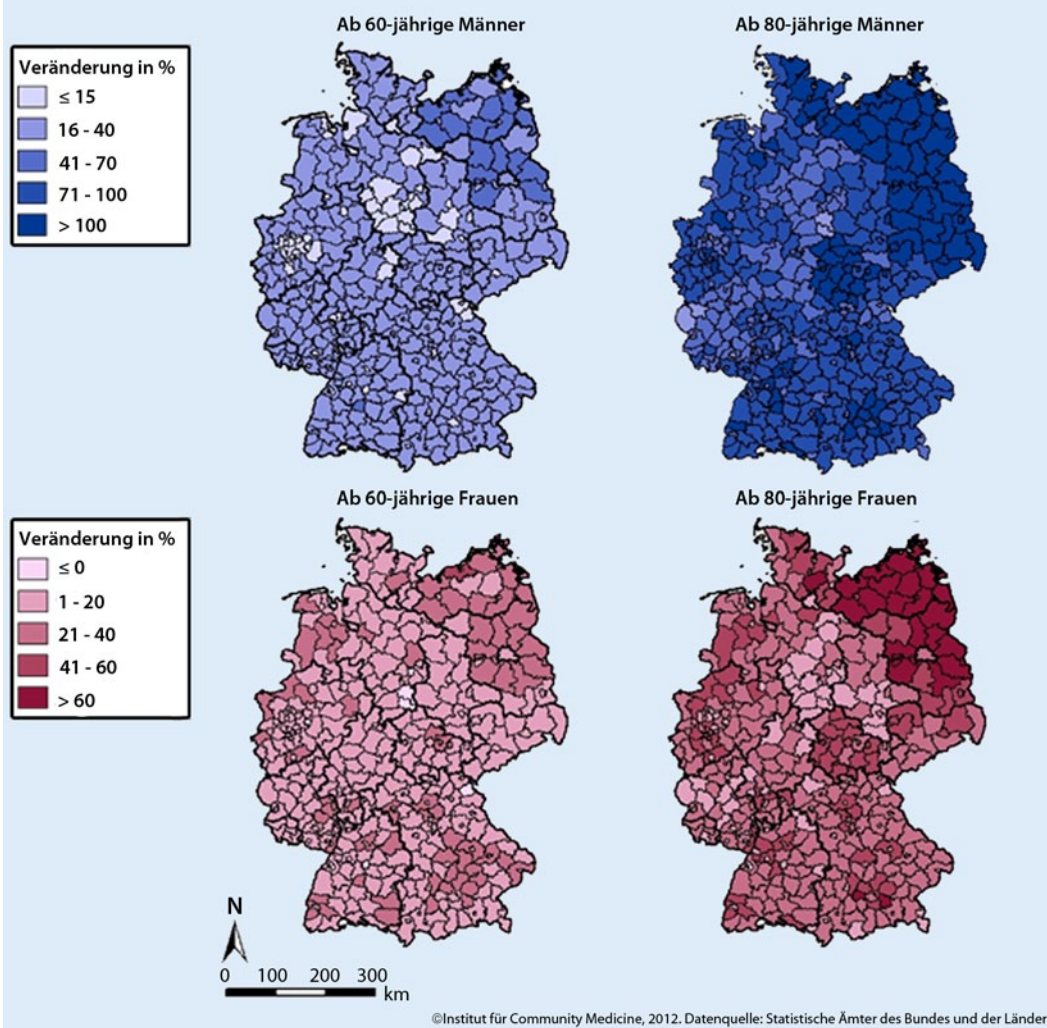 Ab 60-jährige Männer
Ab 80-jährige Männer
Veränderung in %
≤ 15
16 - 40
41 - 70
71 - 100
> 100
Ab 60-jährige Frauen
Ab 80-jährige Frauen
Veränderung in %
≤ 0
1 - 20
21 - 40
41 - 60
> 60
N
0 100 200 300
km
©Institut für Community Medicine, 2012. Datenquelle: Statistische Ämter des Bundes und der Länder